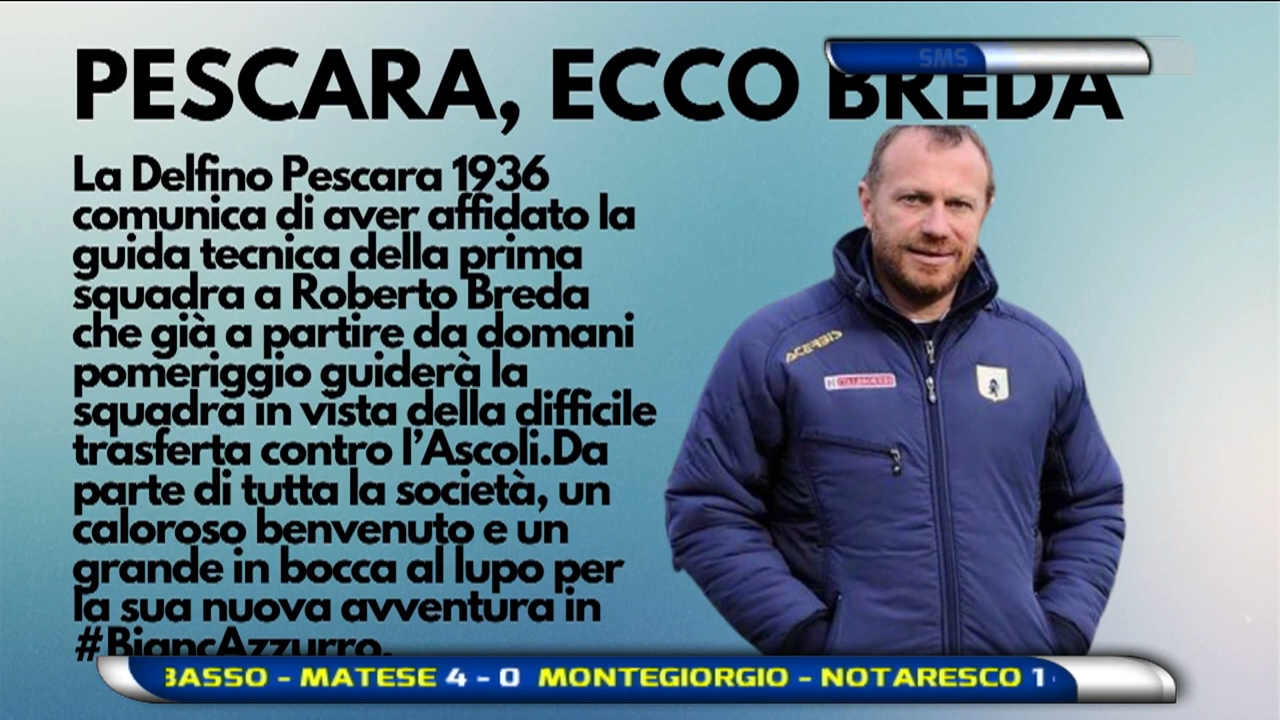 SMS
PESCARA, ECCO BREDA
La Delfino Pescara 1936
comunica di aver affidato la
guida tecnica della prima
squadra a Roberto Breda
che già a partire da domani
pomeriggio guiderà la
squadra in vista della difficile
trasferta contro l’Ascoli.Da
parte di tutta la società, un
caloroso benvenuto e un
grande in bocca al lupo per
la sua nuova avventura in
#BiancAzzurro.
ACERBIS
BASSO - MATESE 4 - 0 MONTEGIORGIO - NOTARESCO 1